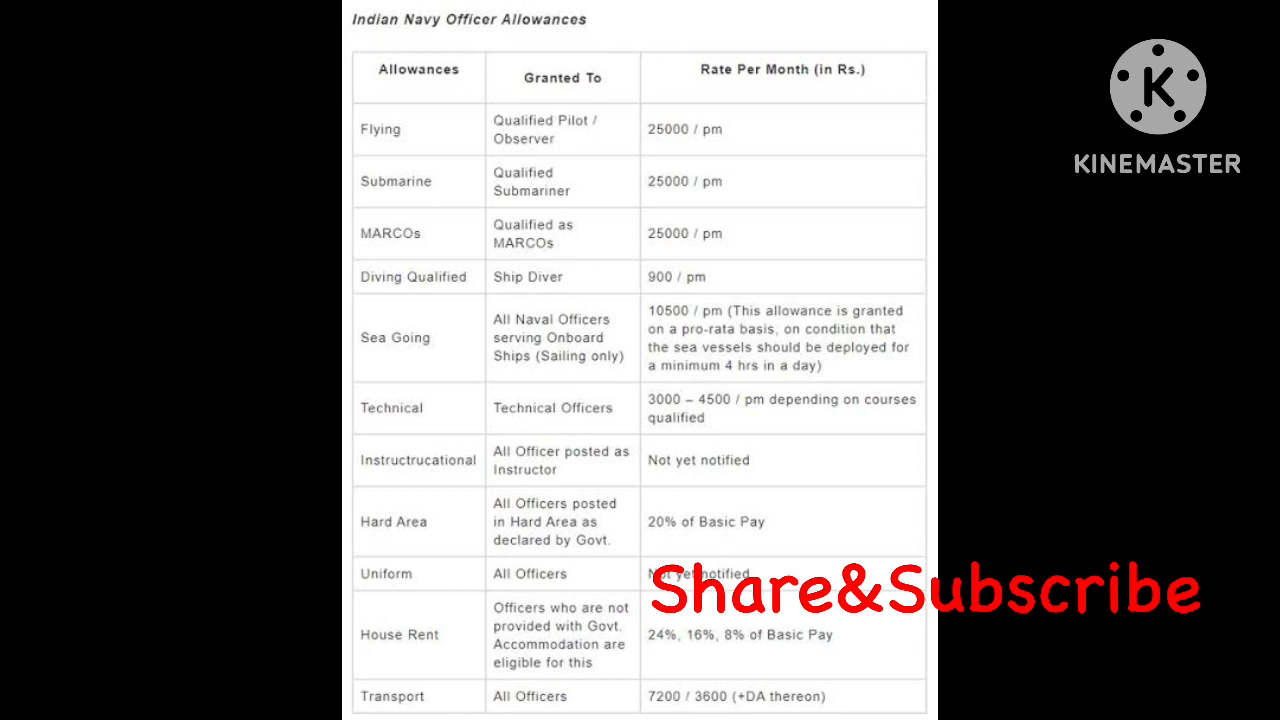 Indian Navy Officer Allowances
Allowances
Granted To
Rate Per Month (in Rs.)
Flying
Qualified Pilot /
Observer
25000 / pm
Submarine
Qualified
Submariner
25000 / pm
MARCOs
Qualified as
MARCOs
25000 / pm
Diving Qualified
Ship Diver
900 / pm
Sea Going
All Naval Officers
serving Onboard
Ships (Sailing only)
10500 / pm (This allowance is granted
on a pro-rata basis, on condition that
the sea vessels should be deployed for
a minimum 4 hrs in a day)
Technical
Technical Officers
3000 – 4500 / pm depending on courses
qualified
Instructrucational
All Officer posted as
Instructor
Not yet notified
Hard Area
All Officers posted
in Hard Area as
declared by Govt.
20% of Basic Pay
Uniform
All Officers
Not yet notified
House Rent
Officers who are not
provided with Govt.
Accommodation are
eligible for this
24%, 16%, 8% of Basic Pay
Transport
All Officers
7200 / 3600 (+DA thereon)
Share&Subscribe
K
KINEMASTER